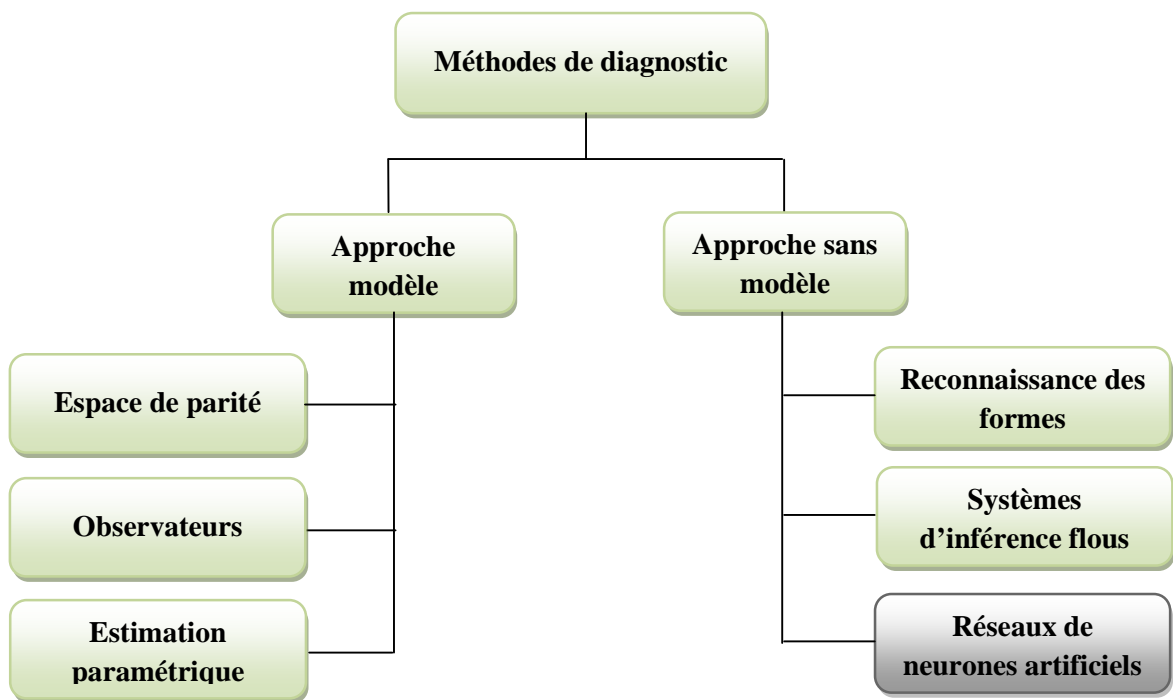 Méthodes de diagnostic
Approche
modèle
Approche sans
modèle
Espace de parité
Observateurs
Estimation
paramétrique
Reconnaissance des
formes
Systèmes
d’inférence flous
Réseaux de
neurones artificiels